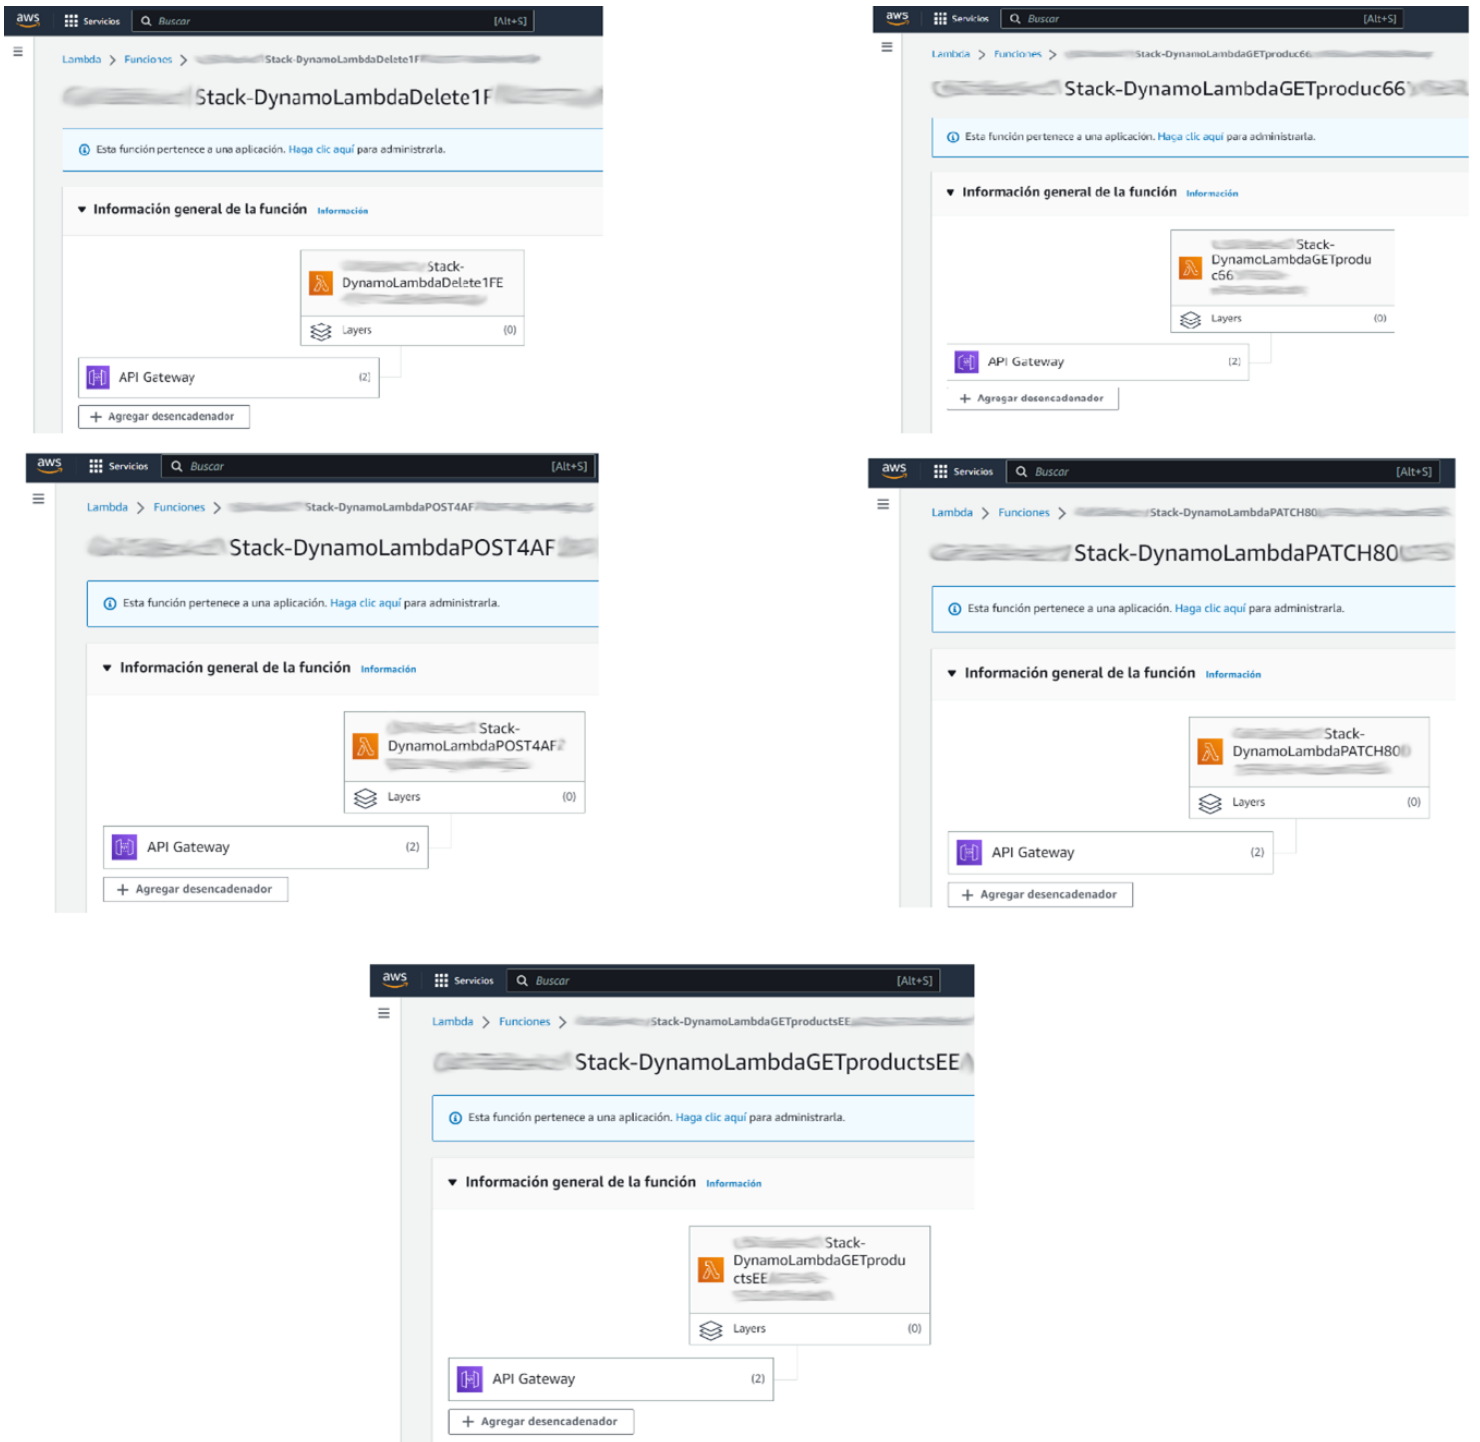 aws Servicios Buscar [Alt+S]
Lambda > Funciones > Stack-DynamoLambdaDelete1F
Stack-DynamoLambdaDelete1F
Esta función pertenece a una aplicación. Haga clic aquí para administrarla.
Información general de la función Información
Stack-
DynamoLambdaDelete1FE
Layers (0)
API Gateway (2)
+ Agregar desencadenador
aws Servicios Buscar [Alt+S]
Lambda > Funciones > Stack-DynamoLambdaGETproduc66
Stack-DynamoLambdaGETproduc66
Esta función pertenece a una aplicación. Haga clic aquí para administrarla.
Información general de la función Información
Stack-
DynamoLambdaGETprodu
c66
Layers (0)
API Gateway (2)
+ Agregar desencadenador
aws Servicios Buscar [Alt+S]
Lambda > Funciones > Stack-DynamoLambdaPOST4AF
Stack-DynamoLambdaPOST4AF
Esta función pertenece a una aplicación. Haga clic aquí para administrarla.
Información general de la función Información
Stack-
DynamoLambdaPOST4AF
Layers (0)
API Gateway (2)
+ Agregar desencadenador
aws Servicios Buscar [Alt+S]
Lambda > Funciones > Stack-DynamoLambdaPATCH80
Stack-DynamoLambdaPATCH80
Esta función pertenece a una aplicación. Haga clic aquí para administrarla.
Información general de la función Información
Stack-
DynamoLambdaPATCH80
Layers (0)
API Gateway (2)
+ Agregar desencadenador
aws Servicios Buscar [Alt+S]
Lambda > Funciones > Stack-DynamoLambdaGETproductsEE
Stack-DynamoLambdaGETproductsEE
Esta función pertenece a una aplicación. Haga clic aquí para administrarla.
Información general de la función Información
Stack-
DynamoLambdaGETprodu
ctsEE
Layers (0)
API Gateway (2)
+ Agregar desencadenador